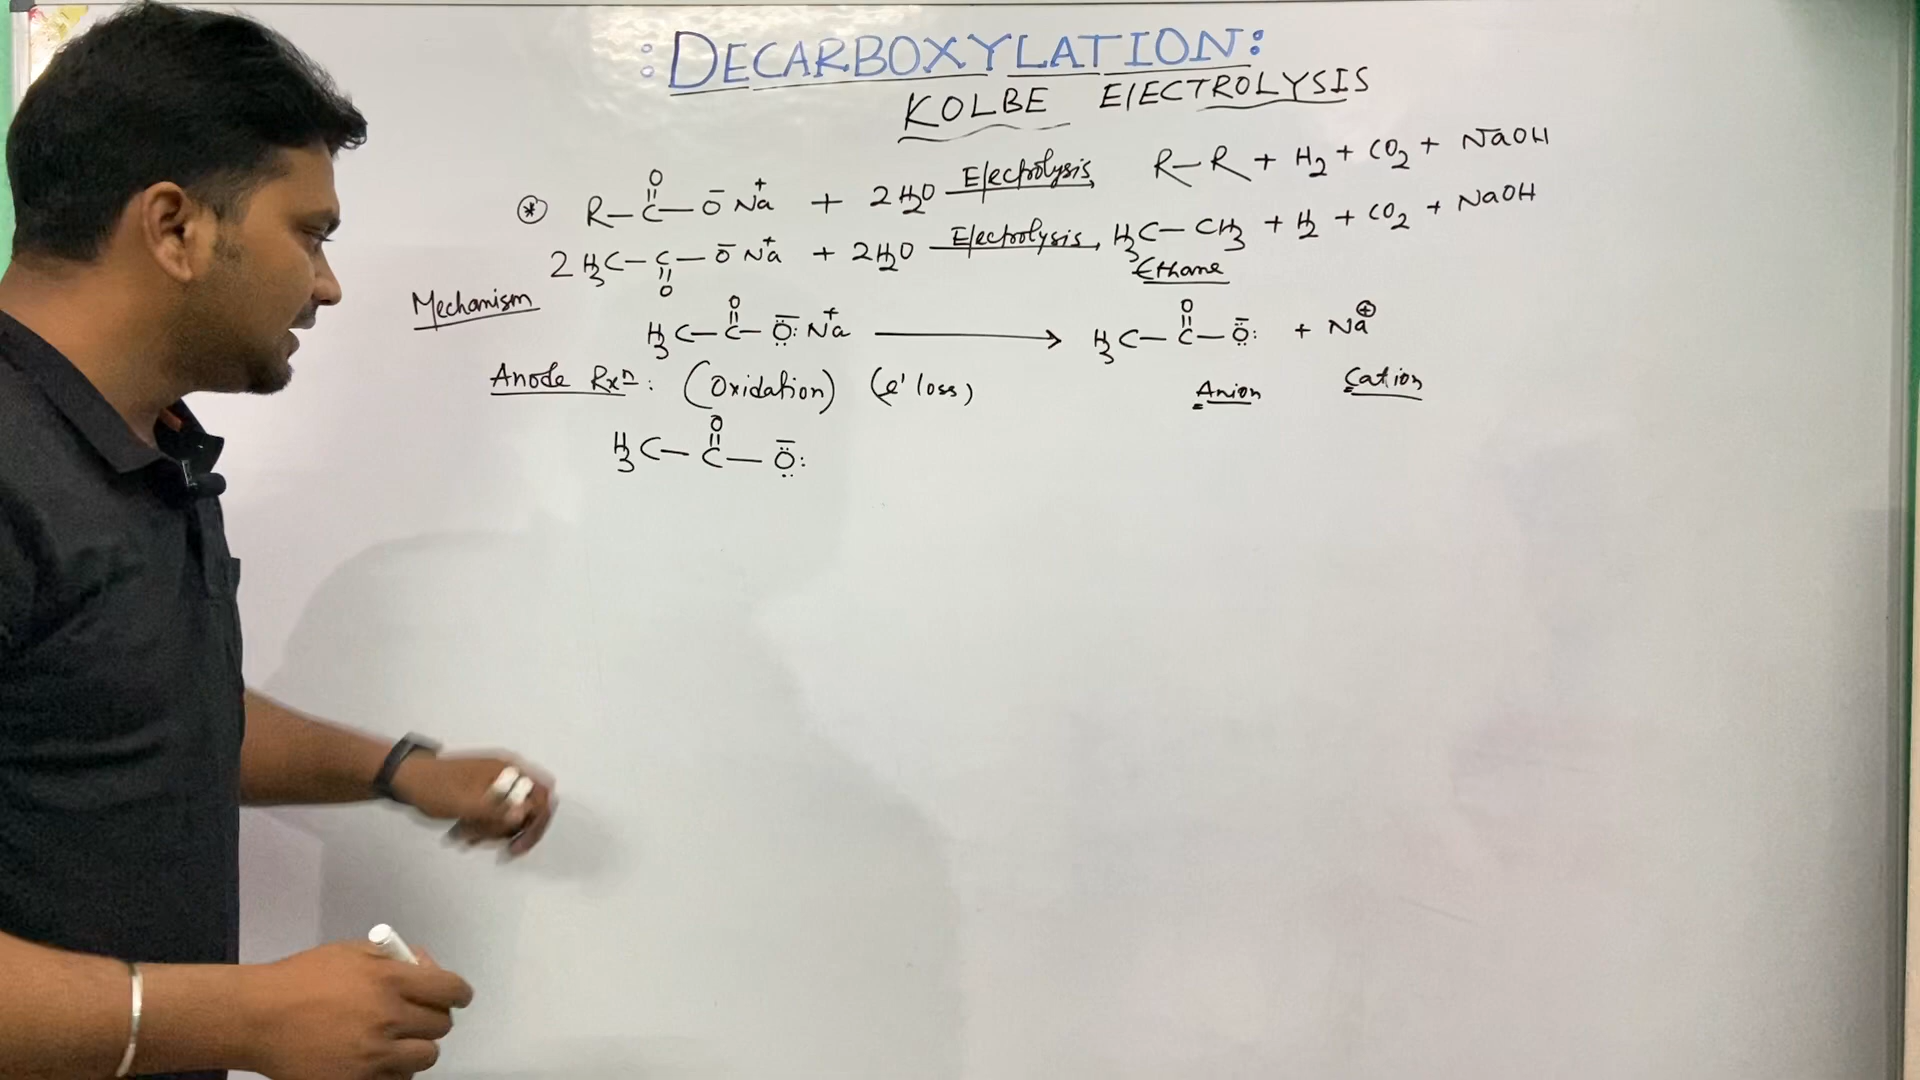 : DECARBOXYLATION :
KOLBE ELECTROLYSIS
* R-C(=O)-O⁻Na⁺ + 2H₂O Electrolysis R-R + H₂ + CO₂ + NaOH
2 H₃C-C(=O)-O⁻Na⁺ + 2H₂O Electrolysis H₃C-CH₃ + H₂ + CO₂ + NaOH
Ethane
Mechanism
H₃C-C(=O)-Ö:⁻ Na⁺ ⟶ H₃C-C(=O)-Ö:⁻ + Na⊕
Anode Rxⁿ: (Oxidation) (e' loss) Anion Cation
H₃C-C(=O)-Ö:⁻